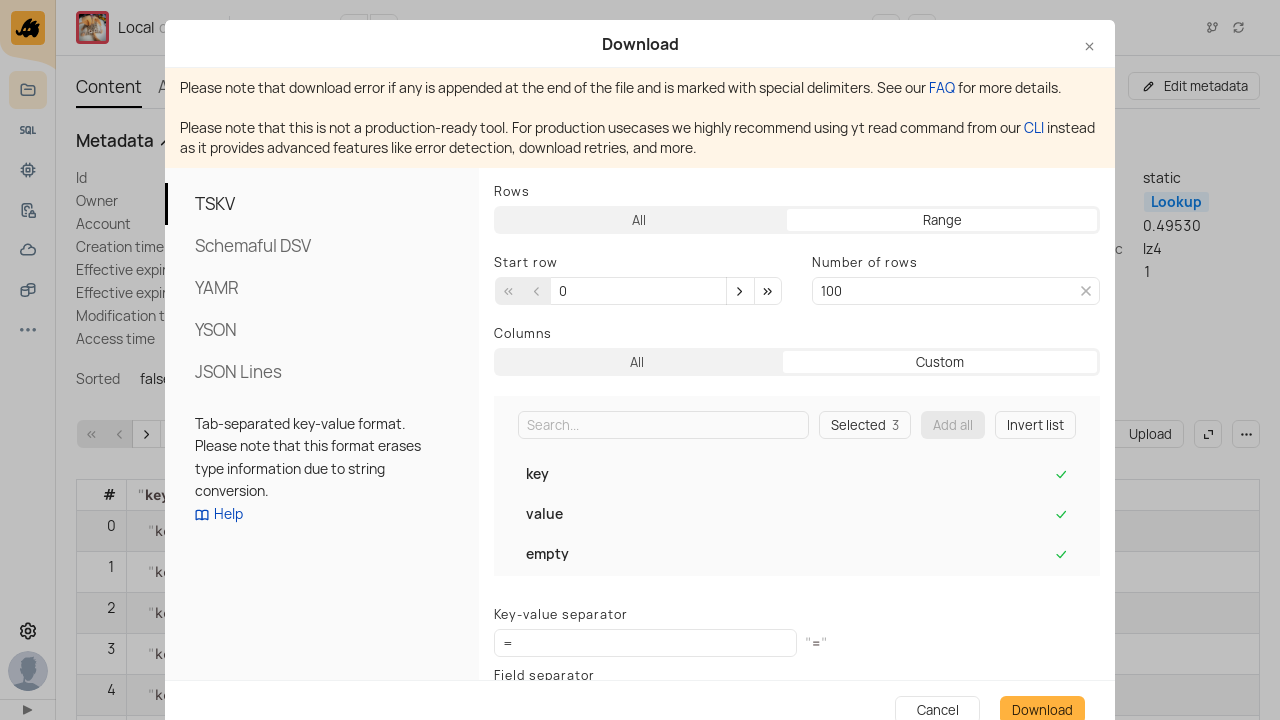 Local
Download
Please note that download error if any is appended at the end of the file and is marked with special delimiters. See our FAQ for more details.
Please note that this is not a production-ready tool. For production usecases we highly recommend using yt read command from our CLI instead
as it provides advanced features like error detection, download retries, and more.
Content
Edit metadata
SQL
Metadata
Id
Owner
Account
Creation time
Effective expir
Effective expir
Modification t
Access time
static
Lookup
0.49530
lz4
1
Sorted false
Upload
#
"key
0
"ke
1
"ke
2
"ke
3
"ke
4
"ke
TSKV
Schemaful DSV
YAMR
YSON
JSON Lines
Tab-separated key-value format.
Please note that this format erases
type information due to string
conversion.
Help
Rows
All
Range
Start row
Number of rows
0
100
Columns
All
Custom
Search...
Selected 3
Add all
Invert list
key
value
empty
Key-value separator
=
"="
Field separator
Cancel
Download